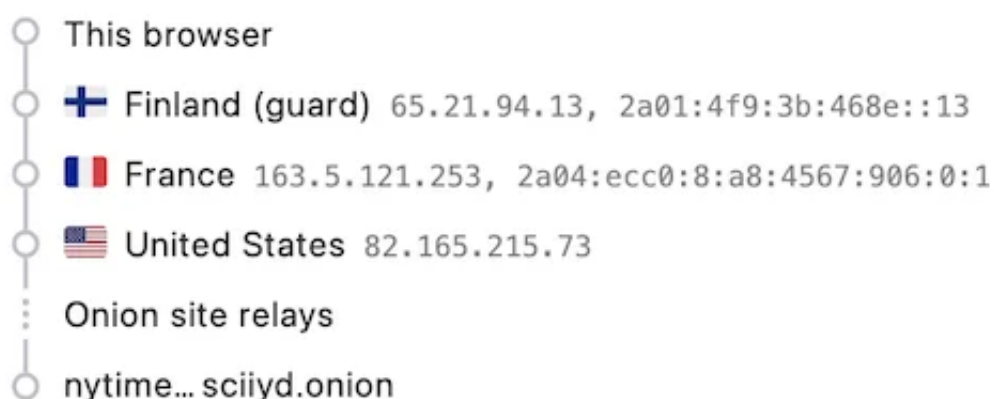 This browser
Finland (guard) 65.21.94.13, 2a01:4f9:3b:468e::13
France 163.5.121.253, 2a04:ecc0:8:a8:4567:906:0:1
United States 82.165.215.73
Onion site relays
nytime… sciiyd.onion